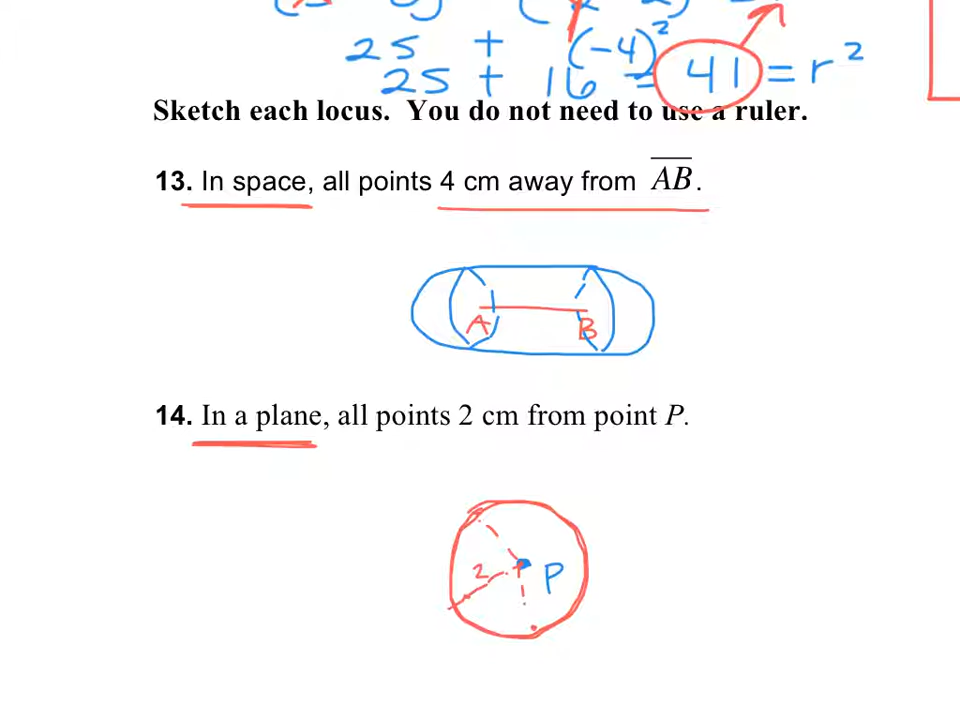 25 + (-4)²
25 + 16 = 41 = r²
Sketch each locus. You do not need to use a ruler.
13. In space, all points 4 cm away from A̅B̅.
A B
14. In a plane, all points 2 cm from point P.
2 P